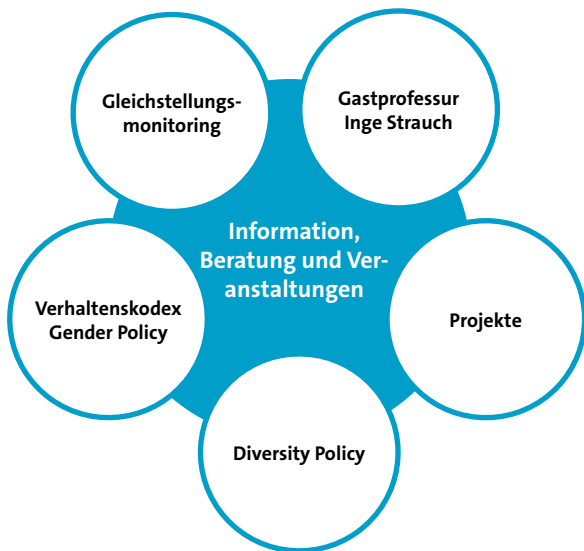 Gleichstellungs-
monitoring
Gastprofessur
Inge Strauch
Information,
Beratung und Ver-
anstaltungen
Verhaltenskodex
Gender Policy
Projekte
Diversity Policy